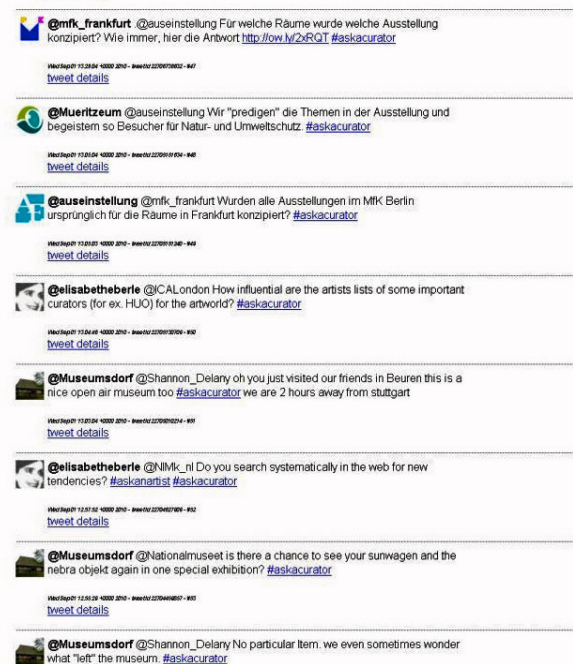 @mfk_frankfurt .@auseinstellung Für welche Räume wurde welche Ausstellung
konzipiert? Wie immer, hier die Antwort http://ow.ly/2xRQT #askacurator
tweet details
@Mueritzeum @auseinstellung Wir "predigen" die Themen in der Ausstellung und
begeistern so Besucher für Natur- und Umweltschutz. #askacurator
tweet details
@auseinstellung @mfk_frankfurt Wurden alle Ausstellungen im MfK Berlin
ursprünglich für die Räume in Frankfurt konzipiert? #askacurator
tweet details
@elisabetheberle @ICALondon How influential are the artists lists of some important
curators (for ex. HUO) for the artworld? #askacurator
tweet details
@Museumsdorf @Shannon_Delany oh you just visited our friends in Beuren this is a
nice open air museum too #askacurator we are 2 hours away from stuttgart
tweet details
@elisabetheberle @NIMk_nl Do you search systematically in the web for new
tendencies? #askanartist #askacurator
tweet details
@Museumsdorf @Nationalmuseet is there a chance to see your sunwagen and the
nebra objekt again in one special exhibition? #askacurator
tweet details
@Museumsdorf @Shannon_Delany No particular Item. we even sometimes wonder
what "left" the museum. #askacurator